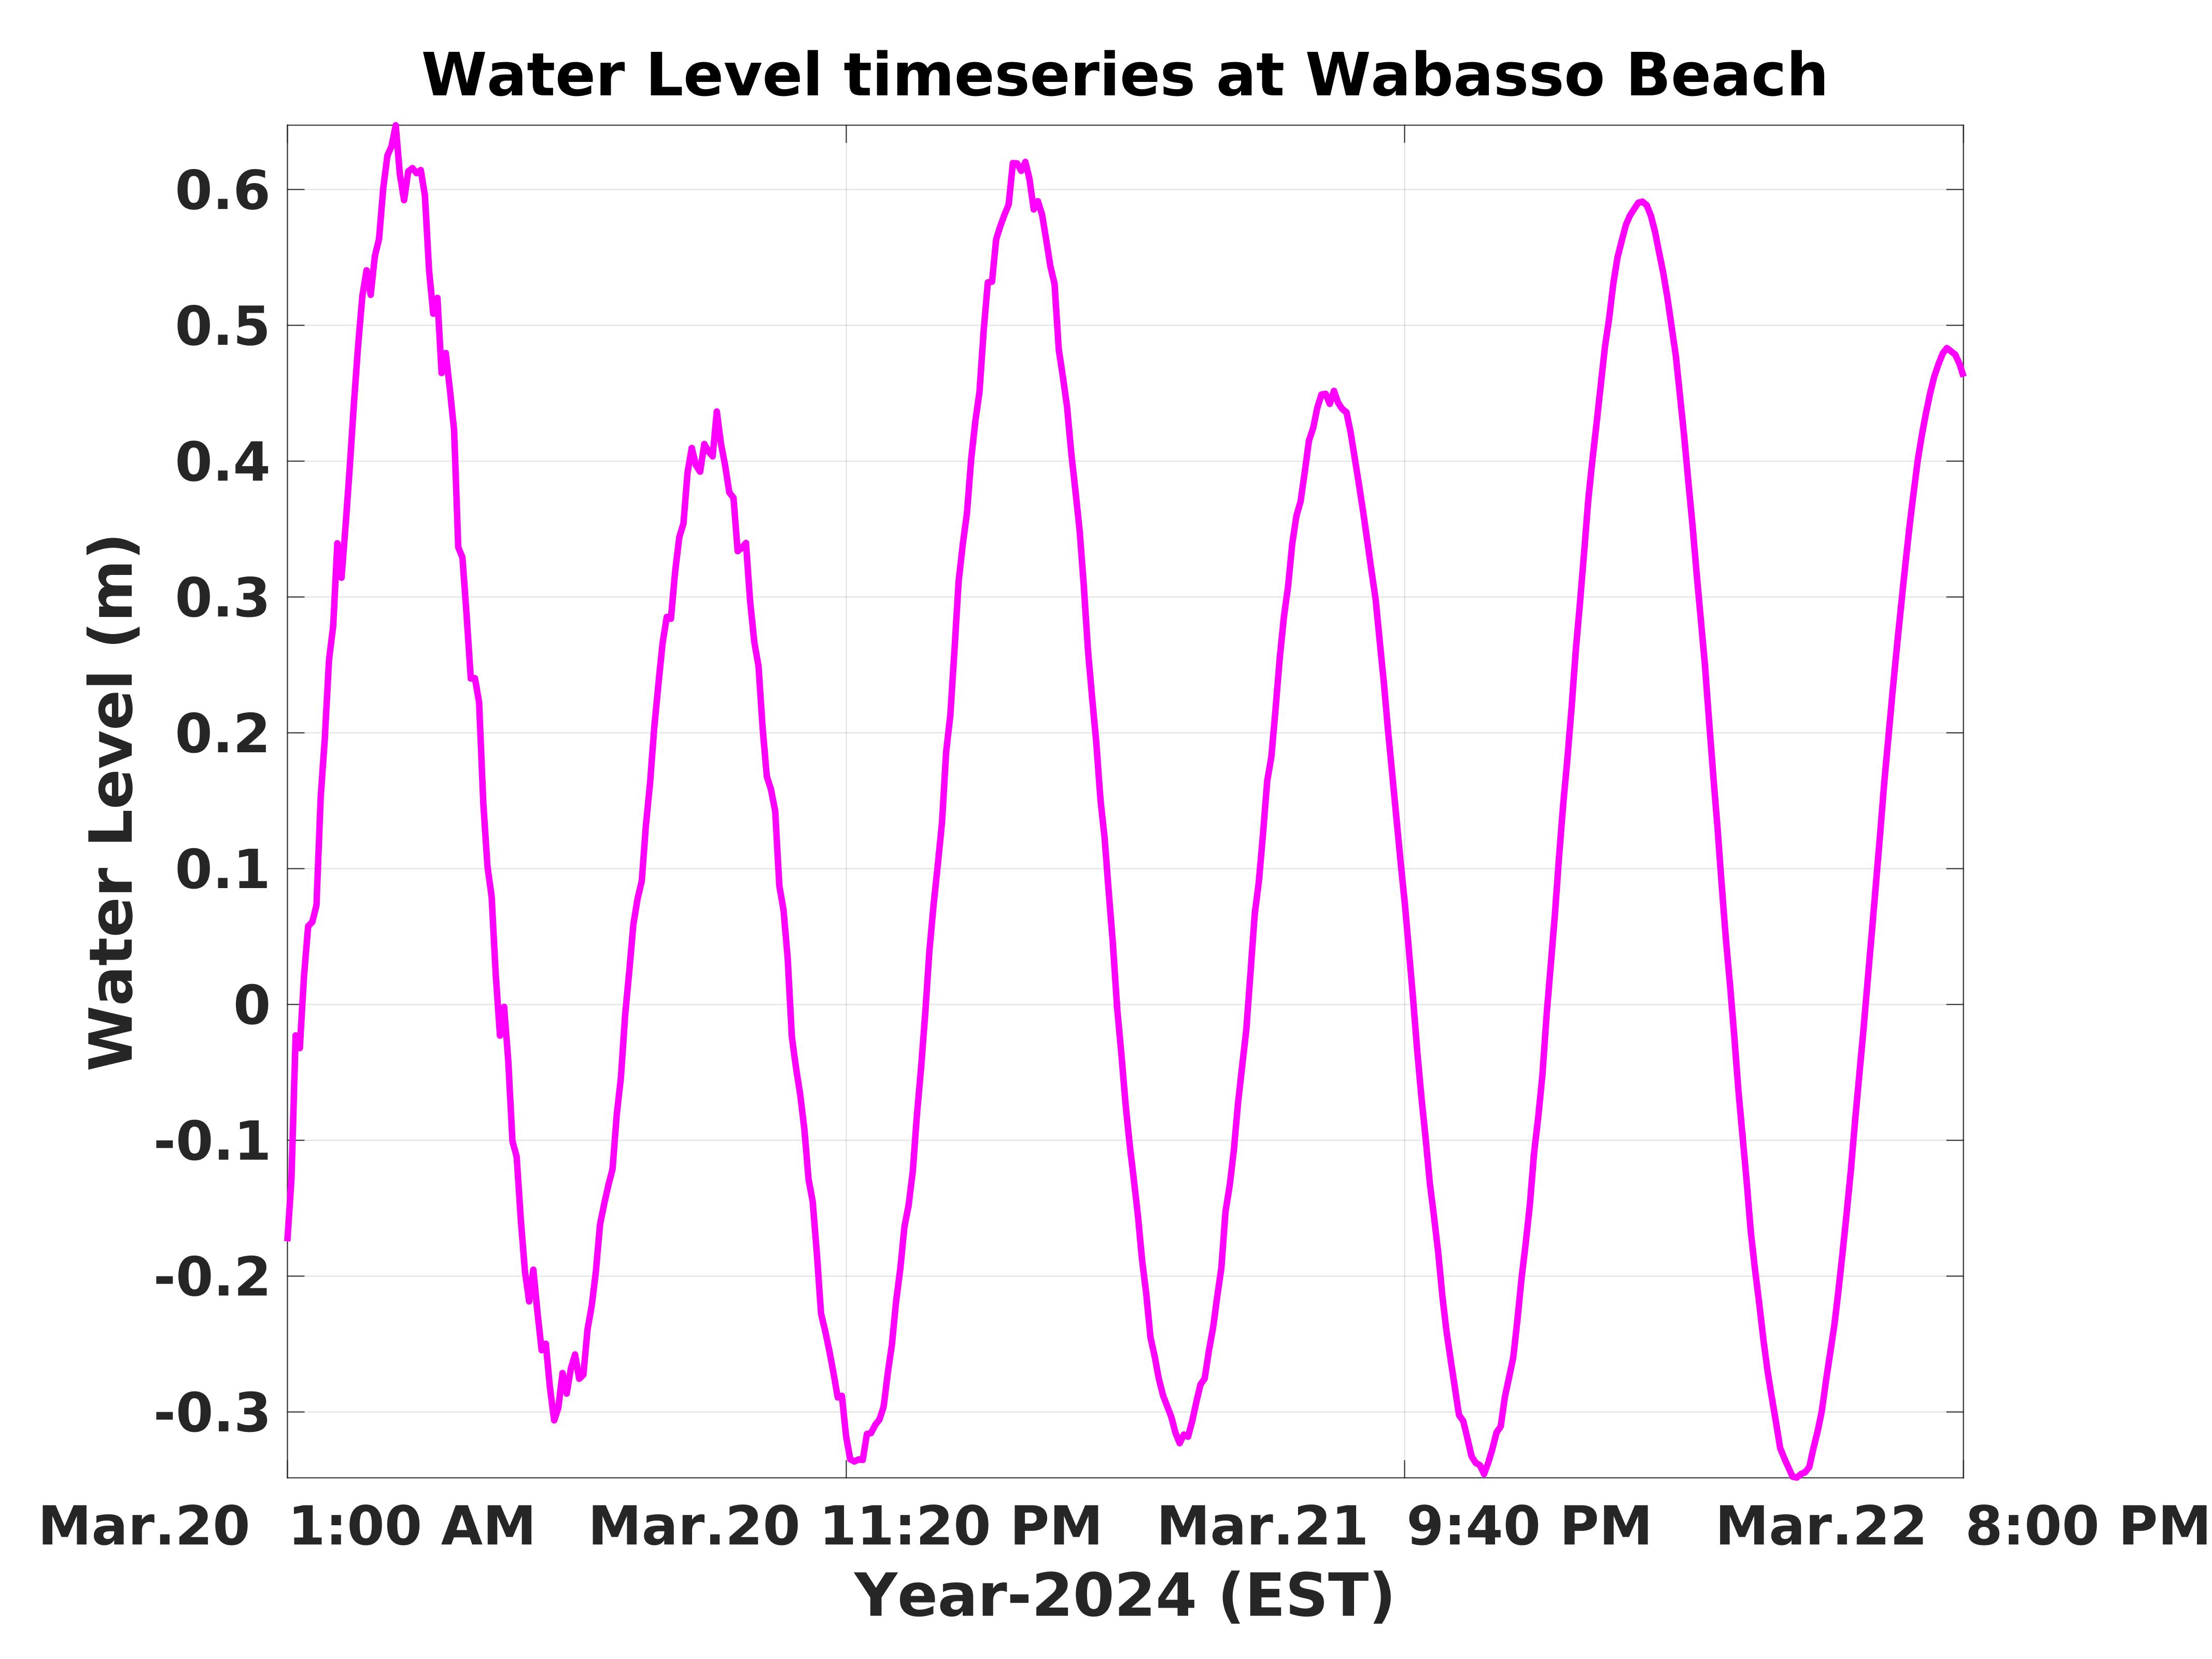 Water Level timeseries at Wabasso Beach
0.6
0.5
0.4
0.3
0.2
0.1
0
-0.1
-0.2
-0.3
Water Level (m)
Mar.20 1:00 AM Mar.20 11:20 PM Mar.21 9:40 PM Mar.22 8:00 PM
Year-2024 (EST)